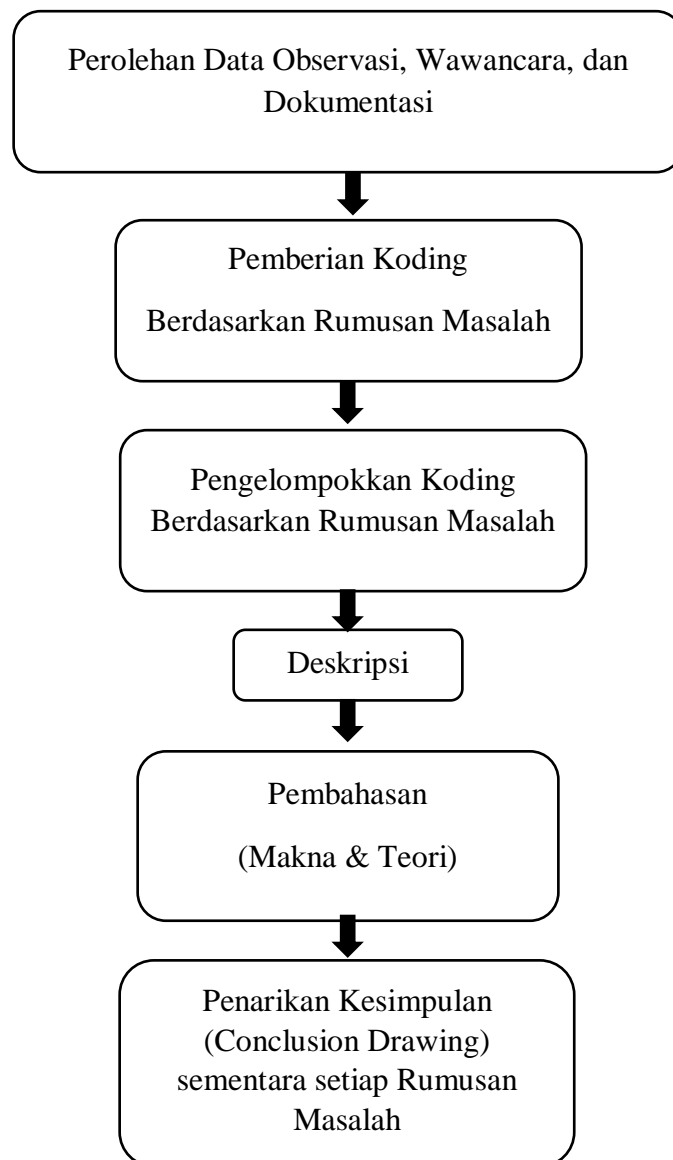 Perolehan Data Observasi, Wawancara, dan
Dokumentasi
Pemberian Koding
Berdasarkan Rumusan Masalah
Pengelompokkan Koding
Berdasarkan Rumusan Masalah
Deskripsi
Pembahasan
(Makna & Teori)
Penarikan Kesimpulan
(Conclusion Drawing)
sementara setiap Rumusan
Masalah